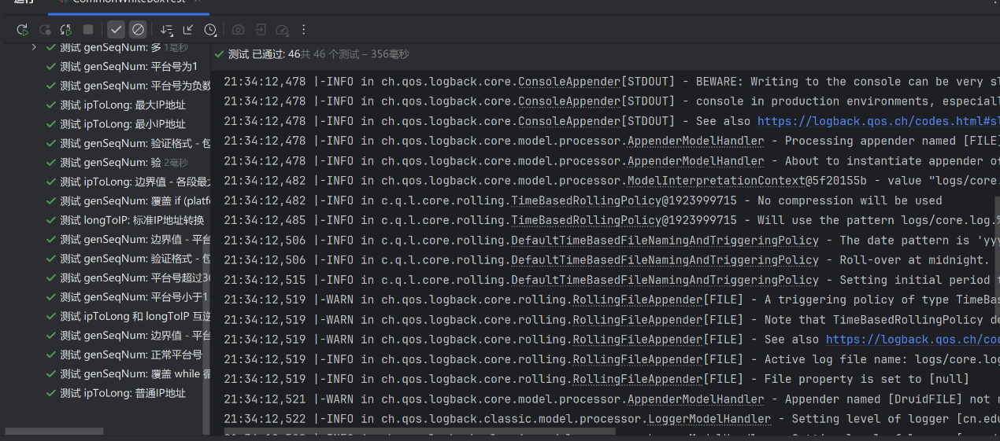 运行
CommonWhiteBoxTest
测试 genSeqNum: 多 1毫秒
测试 genSeqNum: 平台号为1
测试 genSeqNum: 平台号为负数
测试 ipToLong: 最大IP地址
测试 ipToLong: 最小IP地址
测试 genSeqNum: 验证格式 - 包
测试 genSeqNum: 验 2毫秒
测试 ipToLong: 边界值 - 各段最大
测试 genSeqNum: 覆盖 if (platfo
测试 longToIP: 标准IP地址转换
测试 genSeqNum: 边界值 - 平台
测试 genSeqNum: 验证格式 - 包
测试 genSeqNum: 平台号超过30
测试 genSeqNum: 平台号小于1
测试 ipToLong 和 longToIP 互逆
测试 genSeqNum: 边界值 - 平台
测试 genSeqNum: 正常平台号
测试 genSeqNum: 覆盖 while 循
测试 ipToLong: 普通IP地址
测试 已通过: 46共 46 个测试 – 356毫秒
21:34:12,478 |-INFO in ch.qos.logback.core.ConsoleAppender[STDOUT] - BEWARE: Writing to the console can be very sl
21:34:12,478 |-INFO in ch.qos.logback.core.ConsoleAppender[STDOUT] - console in production environments, especiall
21:34:12,478 |-INFO in ch.qos.logback.core.ConsoleAppender[STDOUT] - See also https://logback.qos.ch/codes.html#sl
21:34:12,478 |-INFO in ch.qos.logback.core.model.processor.AppenderModelHandler - Processing appender named [FILE]
21:34:12,478 |-INFO in ch.qos.logback.core.model.processor.AppenderModelHandler - About to instantiate appender of
21:34:12,482 |-INFO in ch.qos.logback.core.model.processor.ModelInterpretationContext@5f20155b - value "logs/core.
21:34:12,482 |-INFO in c.q.l.core.rolling.TimeBasedRollingPolicy@1923999715 - No compression will be used
21:34:12,485 |-INFO in c.q.l.core.rolling.TimeBasedRollingPolicy@1923999715 - Will use the pattern logs/core.log.%
21:34:12,506 |-INFO in c.q.l.core.rolling.DefaultTimeBasedFileNamingAndTriggeringPolicy - The date pattern is 'yyy
21:34:12,506 |-INFO in c.q.l.core.rolling.DefaultTimeBasedFileNamingAndTriggeringPolicy - Roll-over at midnight.
21:34:12,515 |-INFO in c.q.l.core.rolling.DefaultTimeBasedFileNamingAndTriggeringPolicy - Setting initial period t
21:34:12,519 |-WARN in ch.qos.logback.core.rolling.RollingFileAppender[FILE] - A triggering policy of type TimeBas
21:34:12,519 |-WARN in ch.qos.logback.core.rolling.RollingFileAppender[FILE] - Note that TimeBasedRollingPolicy do
21:34:12,519 |-WARN in ch.qos.logback.core.rolling.RollingFileAppender[FILE] - See also https://logback.qos.ch/cod
21:34:12,519 |-INFO in ch.qos.logback.core.rolling.RollingFileAppender[FILE] - Active log file name: logs/core.log
21:34:12,519 |-INFO in ch.qos.logback.core.rolling.RollingFileAppender[FILE] - File property is set to [null]
21:34:12,521 |-WARN in ch.qos.logback.core.model.processor.AppenderModelHandler - Appender named [DruidFILE] not r
21:34:12,522 |-INFO in ch.qos.logback.classic.model.processor.LoggerModelHandler - Setting level of logger [cn.edu